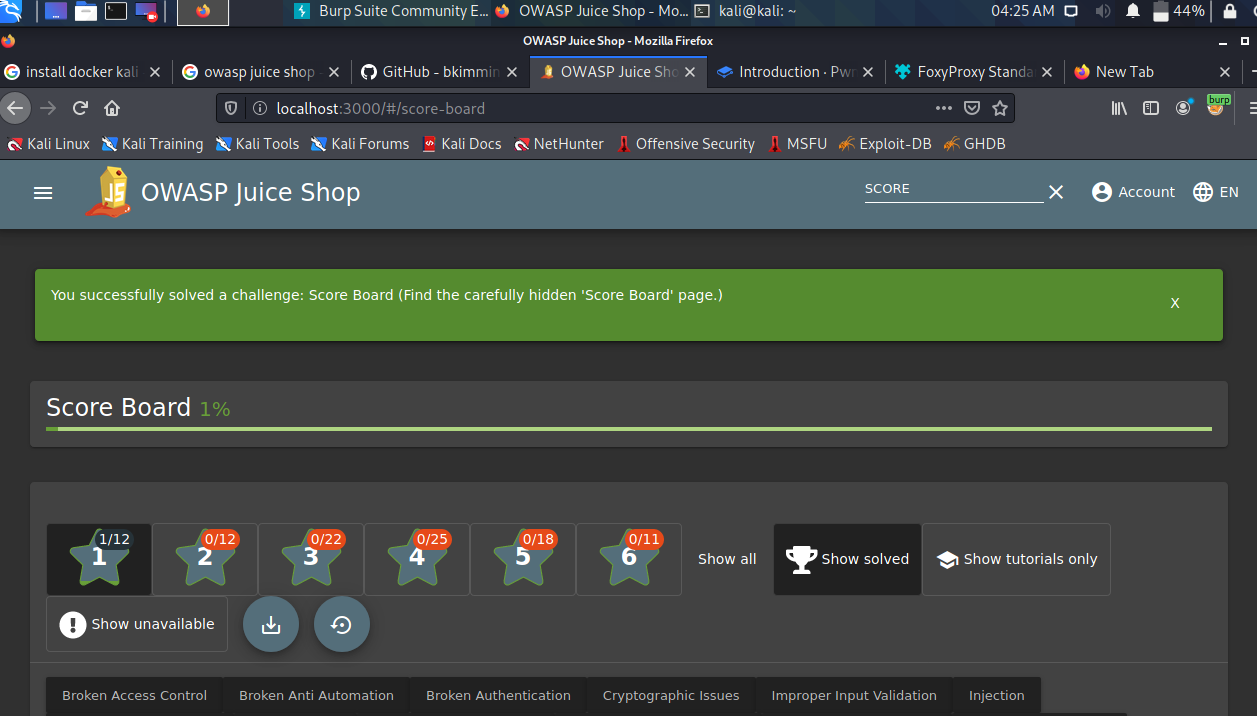 Burp Suite Community E...
OWASP Juice Shop - Mo...
kali@kali: ~
04:25 AM
44%
OWASP Juice Shop - Mozilla Firefox
install docker kali
owasp juice shop
GitHub - bkimmin
OWASP Juice Sho
Introduction · Pwn
FoxyProxy Standa
New Tab
localhost:3000/#/score-board
burp
Kali Linux
Kali Training
Kali Tools
Kali Forums
Kali Docs
NetHunter
Offensive Security
MSFU
Exploit-DB
GHDB
JS
OWASP Juice Shop
SCORE
Account
EN
You successfully solved a challenge: Score Board (Find the carefully hidden 'Score Board' page.)
X
Score Board 1%
1 1/12
2 0/12
3 0/22
4 0/25
5 0/18
6 0/11
Show all
Show solved
Show tutorials only
Show unavailable
Broken Access Control
Broken Anti Automation
Broken Authentication
Cryptographic Issues
Improper Input Validation
Injection